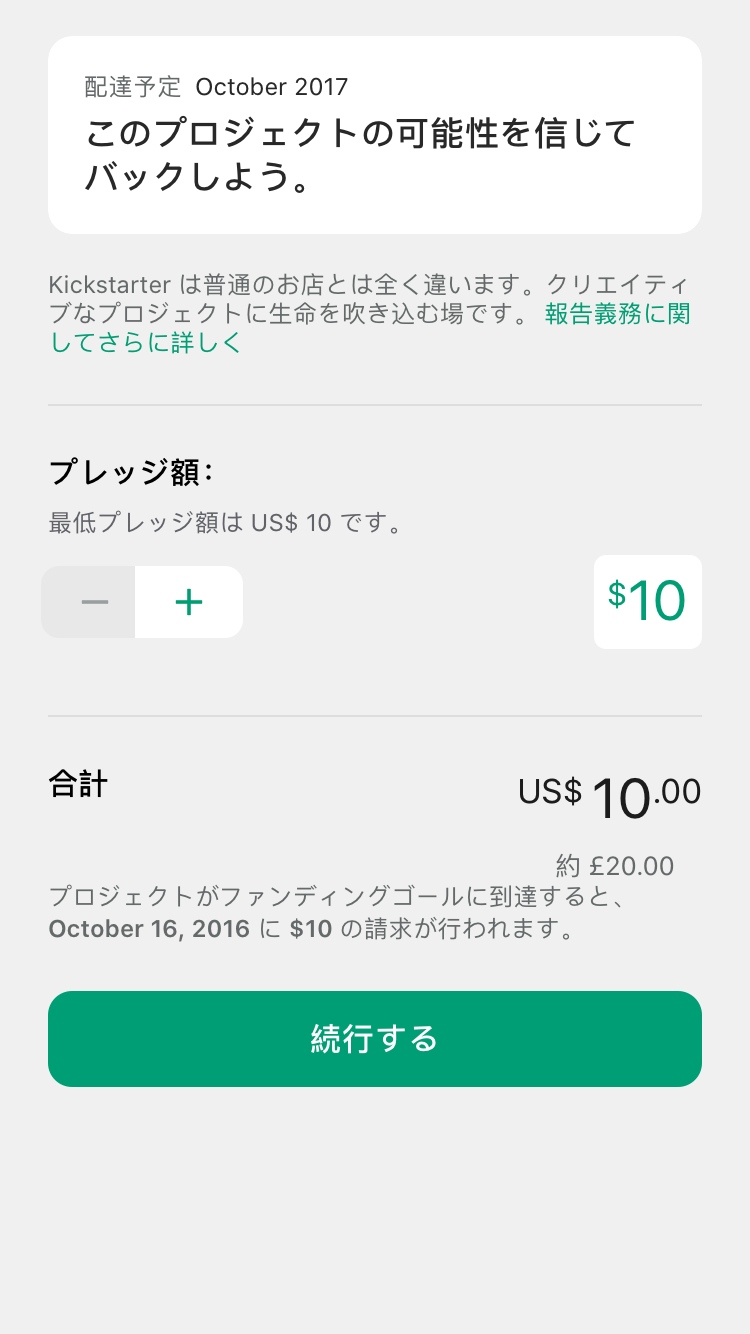 配達予定 October 2017
このプロジェクトの可能性を信じて
バックしよう。
Kickstarter は普通のお店とは全く違います。クリエイティ
ブなプロジェクトに生命を吹き込む場です。 報告義務に関
してさらに詳しく
プレッジ額：
最低プレッジ額は US$ 10 です。
− +
$10
合計
US$ 10.00
約 £20.00
プロジェクトがファンディングゴールに到達すると、
October 16, 2016 に $10 の請求が行われます。
続行する